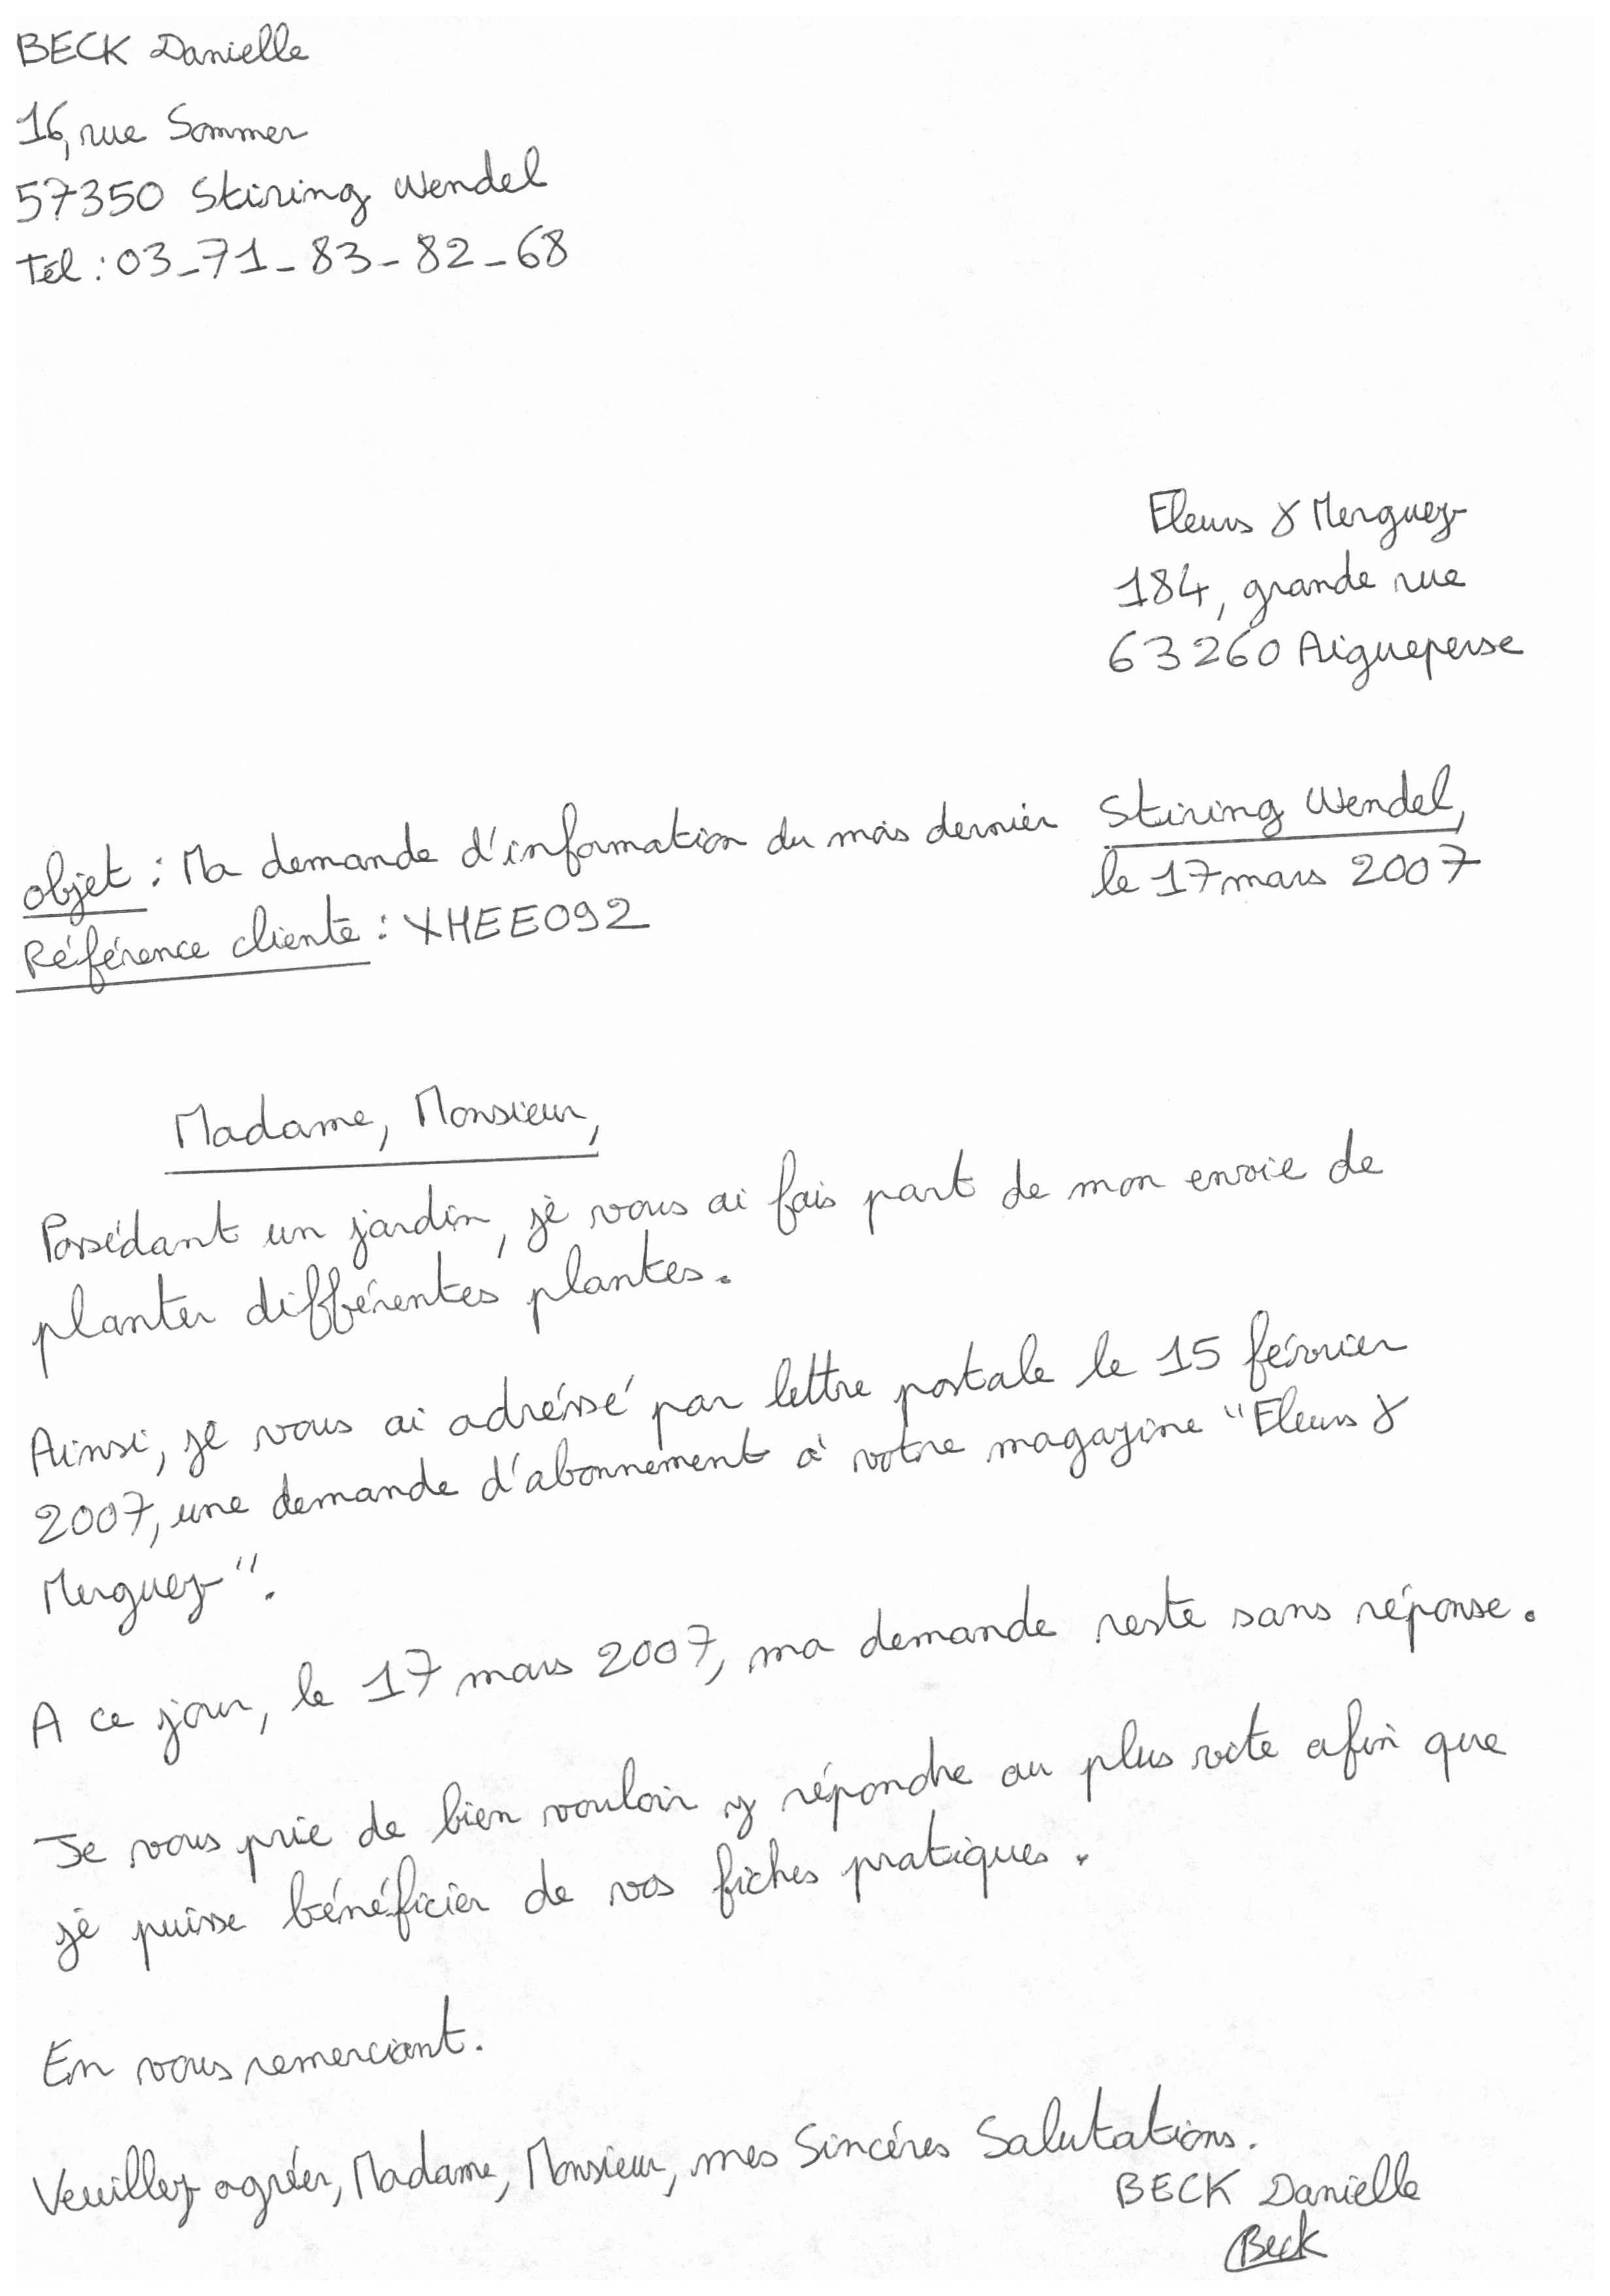 BECK Danielle
16, rue Sommer
57350 Stiring Wendel
Tél : 03_71_83_82_68
Fleurs & Merguez
184, grande rue
63260 Aigueperse
Stiring Wendel,
le 17 mars 2007
objet : Ma demande d'information du mois dernier
Référence cliente : XHEE092
Madame, Monsieur,
Possédant un jardin, je vous ai fais part de mon envoie de
planter différentes plantes.
Ainsi, je vous ai adréssé par lettre postale le 15 février
2007, une demande d'abonnement à votre magazine "Fleurs &
Merguez".
A ce jour, le 17 mars 2007, ma demande reste sans réponse.
Je vous prie de bien vouloir y répondre au plus vite afin que
je puisse bénéficier de vos fiches pratiques.
En vous remerciant.
Veuillez agréer, Madame, Monsieur, mes Sincéres Salutations.
BECK Danielle
Beck